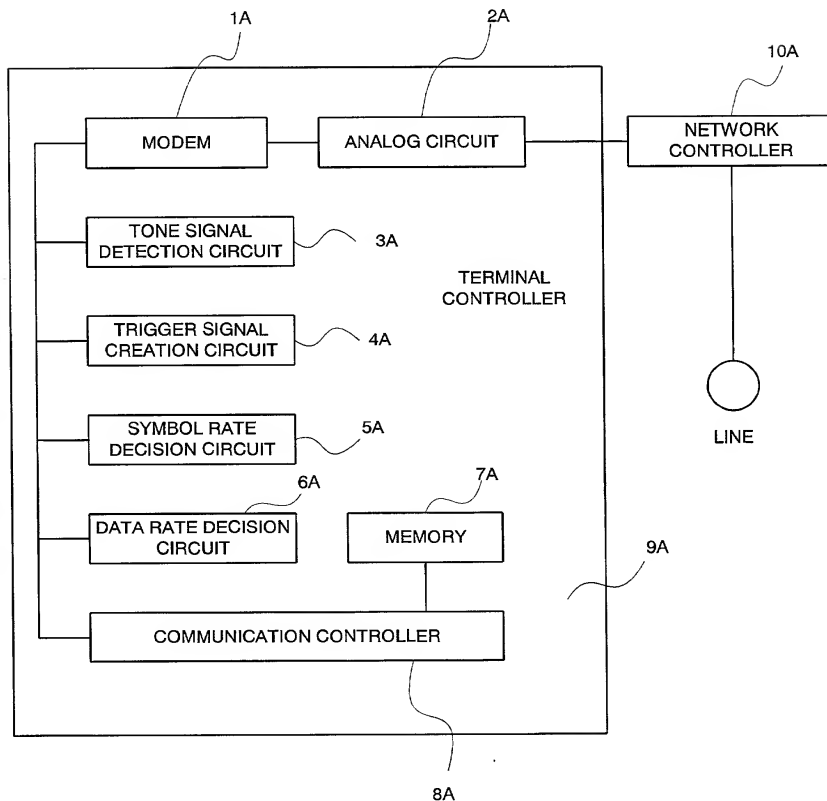 1A
2A
10A
MODEM
ANALOG CIRCUIT
NETWORK
CONTROLLER
TONE SIGNAL
DETECTION CIRCUIT
3A
TERMINAL
CONTROLLER
TRIGGER SIGNAL
CREATION CIRCUIT
4A
SYMBOL RATE
DECISION CIRCUIT
5A
LINE
6A
7A
DATA RATE DECISION
CIRCUIT
MEMORY
9A
COMMUNICATION CONTROLLER
8A